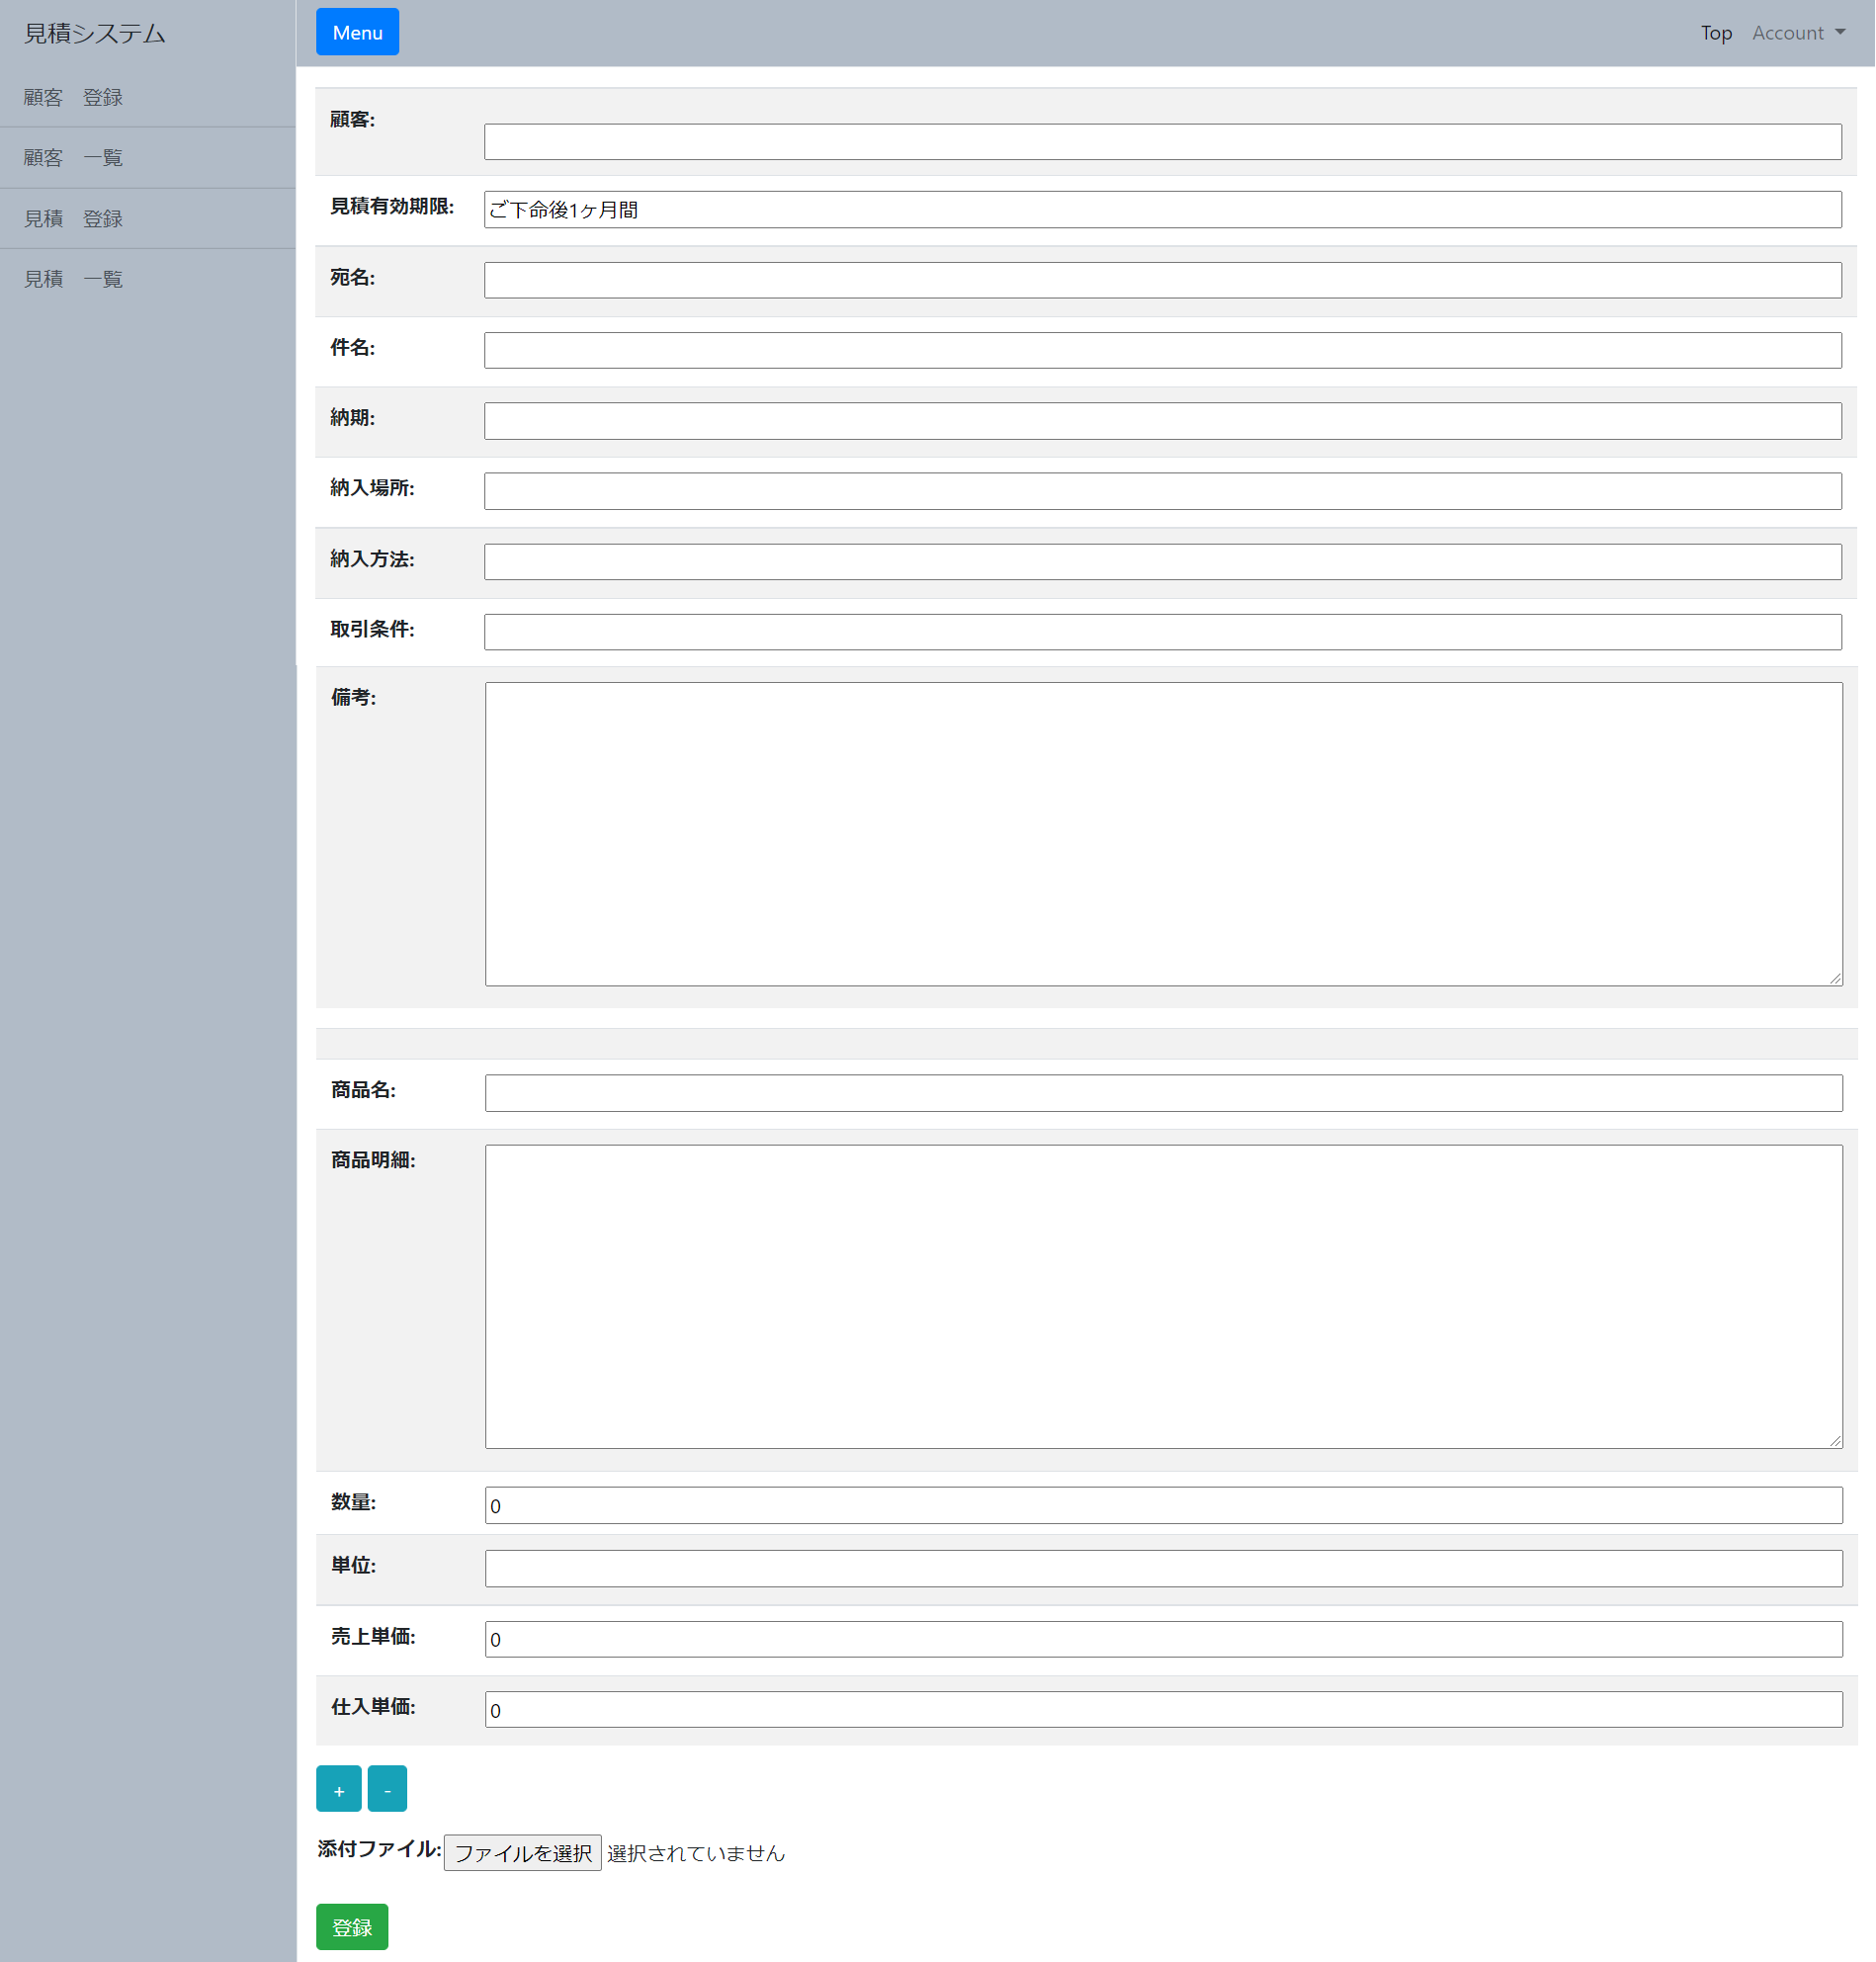 見積システム
Menu
Top
Account
顧客　登録
顧客　一覧
見積　登録
見積　一覧
顧客:
見積有効期限:
ご下命後1ヶ月間
宛名:
件名:
納期:
納入場所:
納入方法:
取引条件:
備考:
商品名:
商品明細:
数量:
0
単位:
売上単価:
0
仕入単価:
0
+
-
添付ファイル:
ファイルを選択 選択されていません
登録